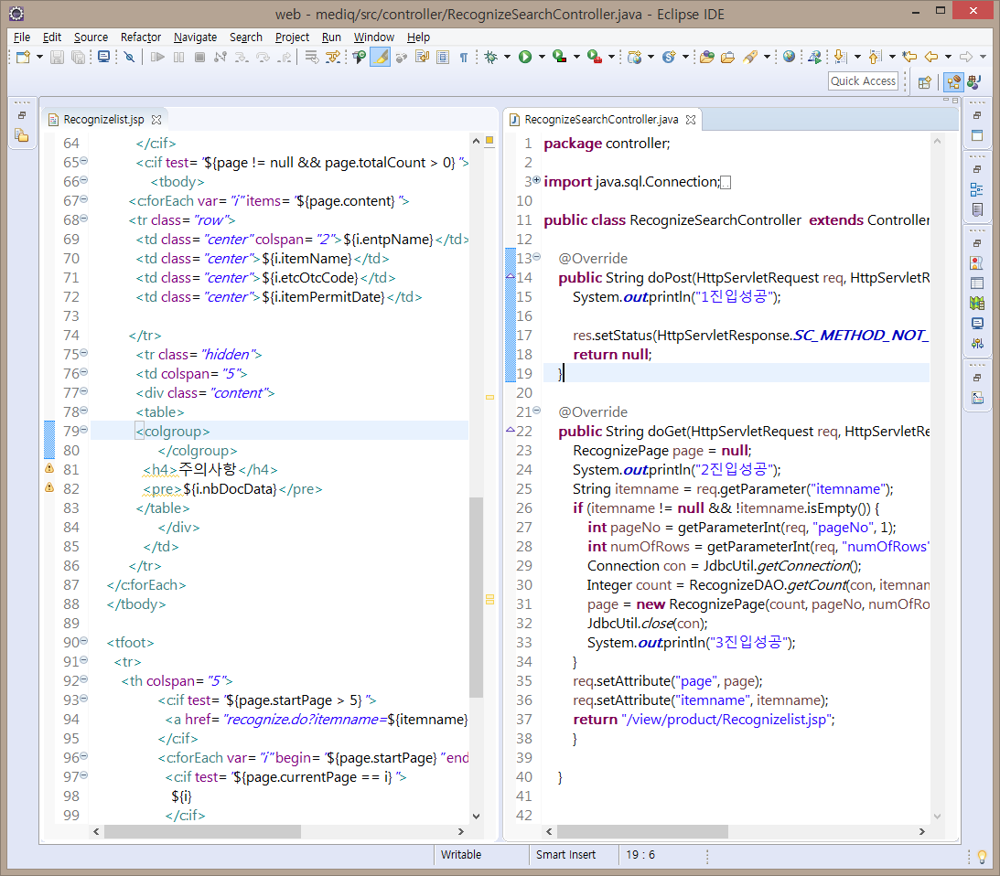 web - mediq/src/controller/RecognizeSearchController.java - Eclipse IDE
File Edit Source Refactor Navigate Search Project Run Window Help
Quick Access
Recognizelist.jsp
64 </c:if>
65 <c:if test="${page != null && page.totalCount > 0}">
66 <tbody>
67 <c:forEach var="i" items="${page.content}">
68 <tr class="row">
69 <td class="center" colspan="2">${i.entpName}</td>
70 <td class="center">${i.itemName}</td>
71 <td class="center">${i.etcOtcCode}</td>
72 <td class="center">${i.itemPermitDate}</td>
73
74 </tr>
75 <tr class="hidden">
76 <td colspan="5">
77 <div class="content">
78 <table>
79 <colgroup>
80 </colgroup>
81 <h4>주의사항</h4>
82 <pre>${i.nbDocData}</pre>
83 </table>
84 </div>
85 </td>
86 </tr>
87 </c:forEach>
88 </tbody>
89
90 <tfoot>
91 <tr>
92 <th colspan="5">
93 <c:if test="${page.startPage > 5}">
94 <a href="recognize.do?itemname=${itemname}
95 </c:if>
96 <c:forEach var="i" begin="${page.startPage}" end
97 <c:if test="${page.currentPage == i}">
98 ${i}
99 </c:if>
RecognizeSearchController.java
1 package controller;
2
3 import java.sql.Connection;
10
11 public class RecognizeSearchController extends Controller
12
13 @Override
14 public String doPost(HttpServletRequest req, HttpServletR
15 System.out.println("1진입성공");
16
17 res.setStatus(HttpServletResponse.SC_METHOD_NOT_
18 return null;
19 }
20
21 @Override
22 public String doGet(HttpServletRequest req, HttpServletRe
23 RecognizePage page = null;
24 System.out.println("2진입성공");
25 String itemname = req.getParameter("itemname");
26 if (itemname != null && !itemname.isEmpty()) {
27 int pageNo = getParameterInt(req, "pageNo", 1);
28 int numOfRows = getParameterInt(req, "numOfRows"
29 Connection con = JdbcUtil.getConnection();
30 Integer count = RecognizeDAO.getCount(con, itemnam
31 page = new RecognizePage(count, pageNo, numOfRo
32 JdbcUtil.close(con);
33 System.out.println("3진입성공");
34 }
35 req.setAttribute("page", page);
36 req.setAttribute("itemname", itemname);
37 return "/view/product/Recognizelist.jsp";
38 }
39
40 }
41
42
Writable Smart Insert 19 : 6